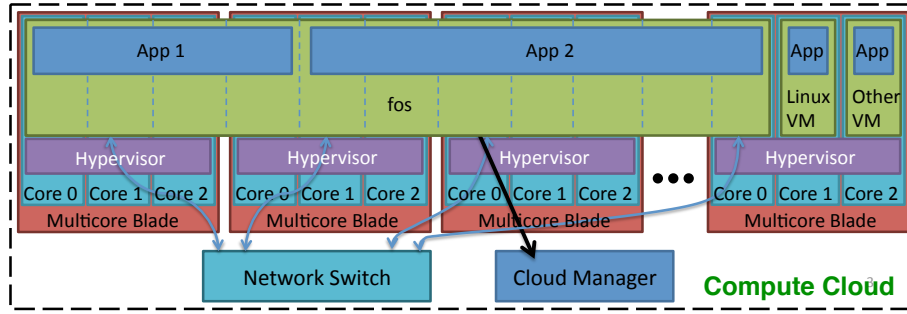 App 1
App 2
App
App
fos
Linux
VM
Other
VM
Hypervisor
Hypervisor
Hypervisor
Hypervisor
Core 0 Core 1 Core 2
Core 0 Core 1 Core 2
Core 0 Core 1 Core 2
Core 0 Core 1 Core 2
Multicore Blade
Multicore Blade
Multicore Blade
Multicore Blade
Network Switch
Cloud Manager
Compute Cloud
3